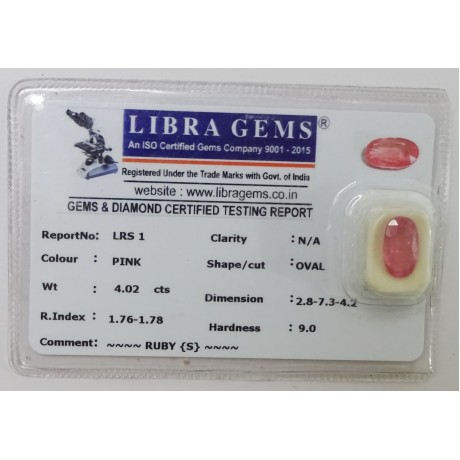 LIBRA GEMS®
An ISO Certified Gems Company 9001 - 2015
Registered Under the Trade Marks with Govt. of India
website : www.libragems.co.in
GEMS & DIAMOND CERTIFIED TESTING REPORT
ReportNo: LRS 1 Clarity : N/A
Colour : PINK Shape/cut : OVAL
Wt : 4.02 cts Dimension : 2.8-7.3-4.2
R.Index : 1.76-1.78 Hardness : 9.0
Comment: ~~~~ RUBY {S} ~~~~